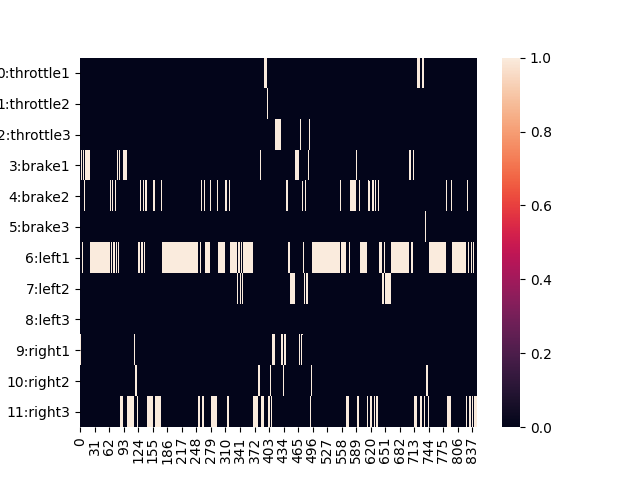 0:throttle1
1:throttle2
2:throttle3
3:brake1
4:brake2
5:brake3
6:left1
7:left2
8:left3
9:right1
10:right2
11:right3
0 31 62 93 124 155 186 217 248 279 310 341 372 403 434 465 496 527 558 589 620 651 682 713 744 775 806 837
1.0
0.8
0.6
0.4
0.2
0.0